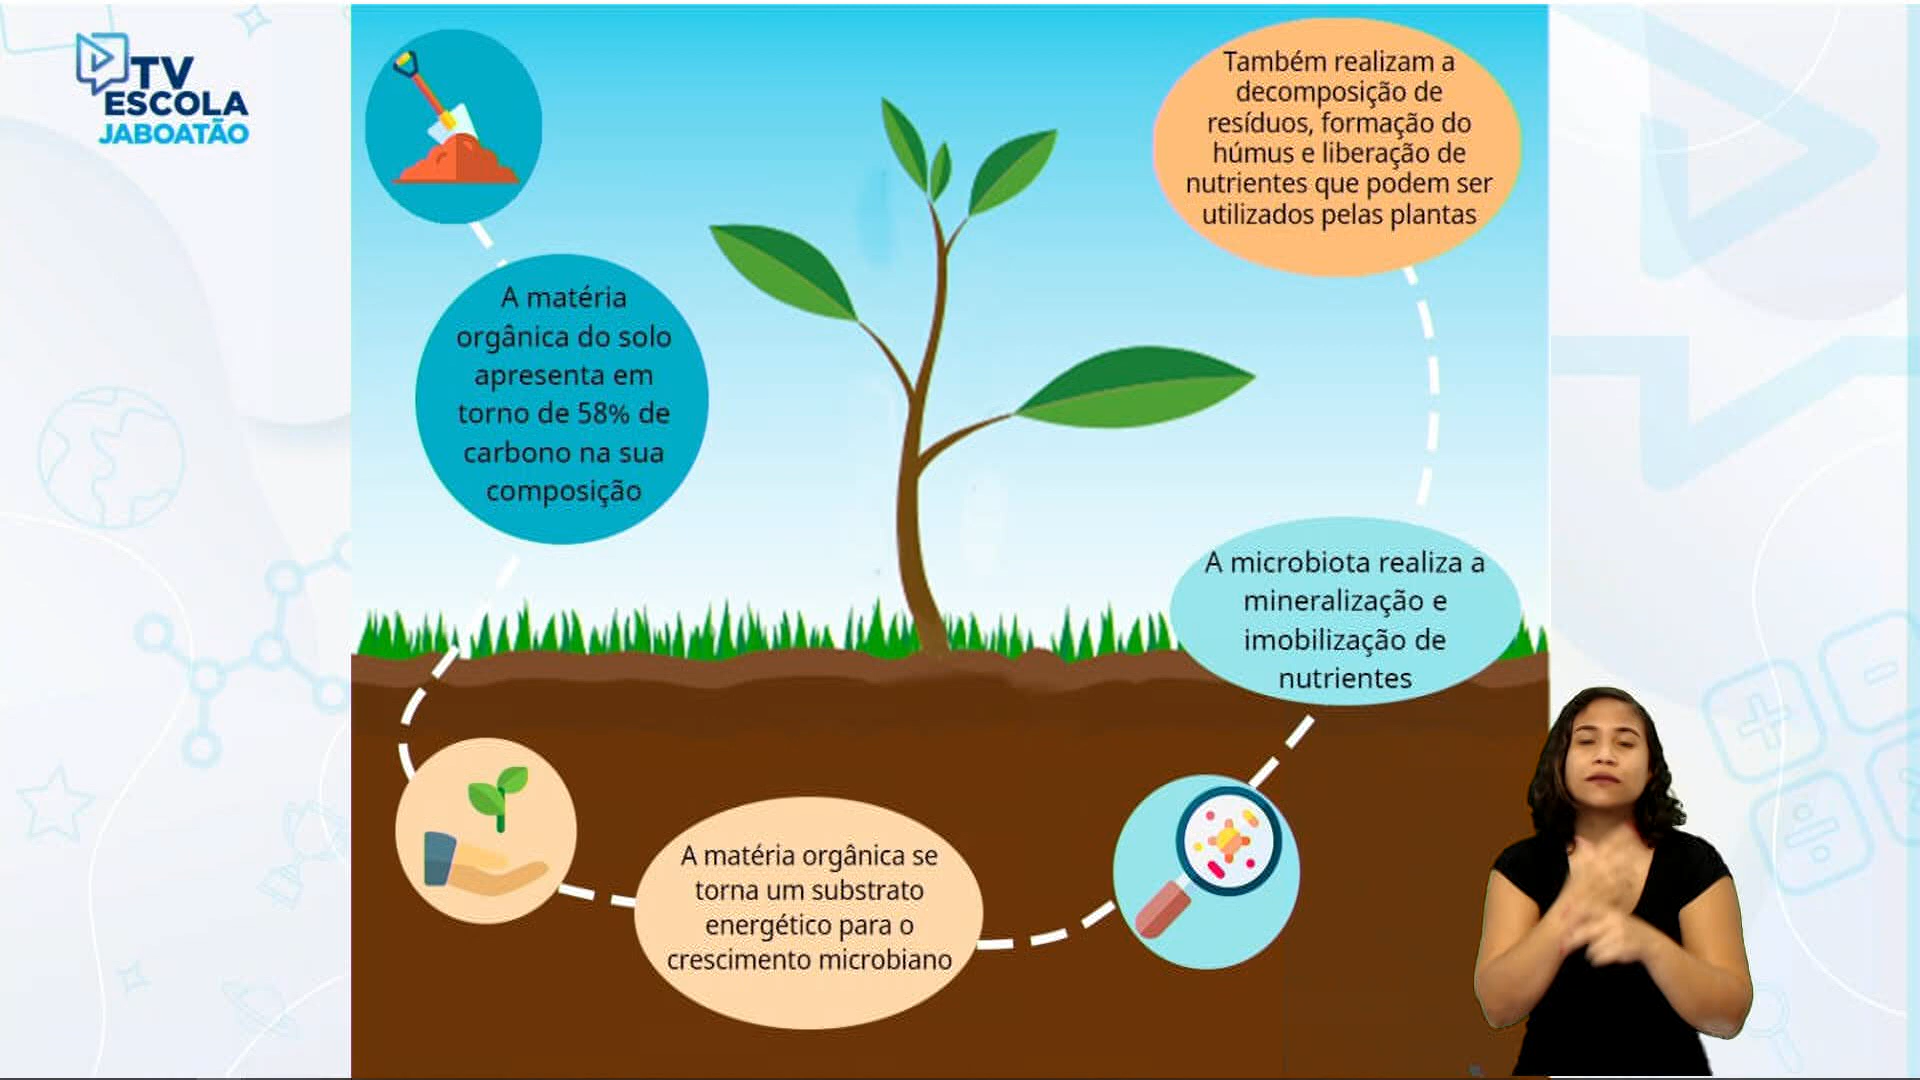 TV
ESCOLA
JABOATÃO
A matéria
orgânica do solo
apresenta em
torno de 58% de
carbono na sua
composição
A matéria orgânica se
torna um substrato
energético para o
crescimento microbiano
A microbiota realiza a
mineralização e
imobilização de
nutrientes
Também realizam a
decomposição de
resíduos, formação do
húmus e liberação de
nutrientes que podem ser
utilizados pelas plantas